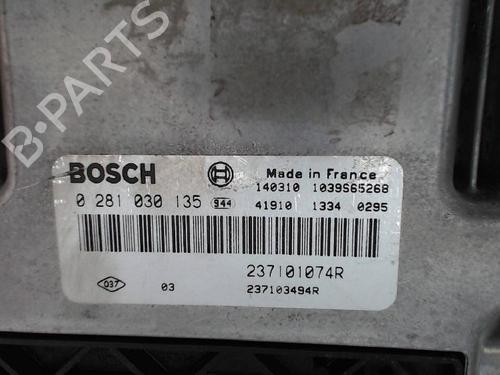 B-PARTS
BOSCH
Made in France
140310 1039S65268
0 281 030 135 944 41910 1334 0295
237101074R
037 03 237103494R